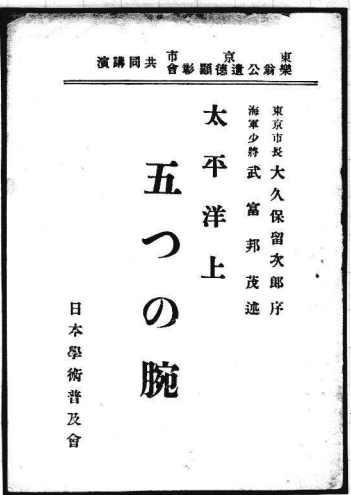 東京市
樂翁公遺德顯彰會 共同講演
東京市長 大久保留次郎 序
海軍少將 武富邦茂 述
太平洋上
五つの腕
日本學術普及會